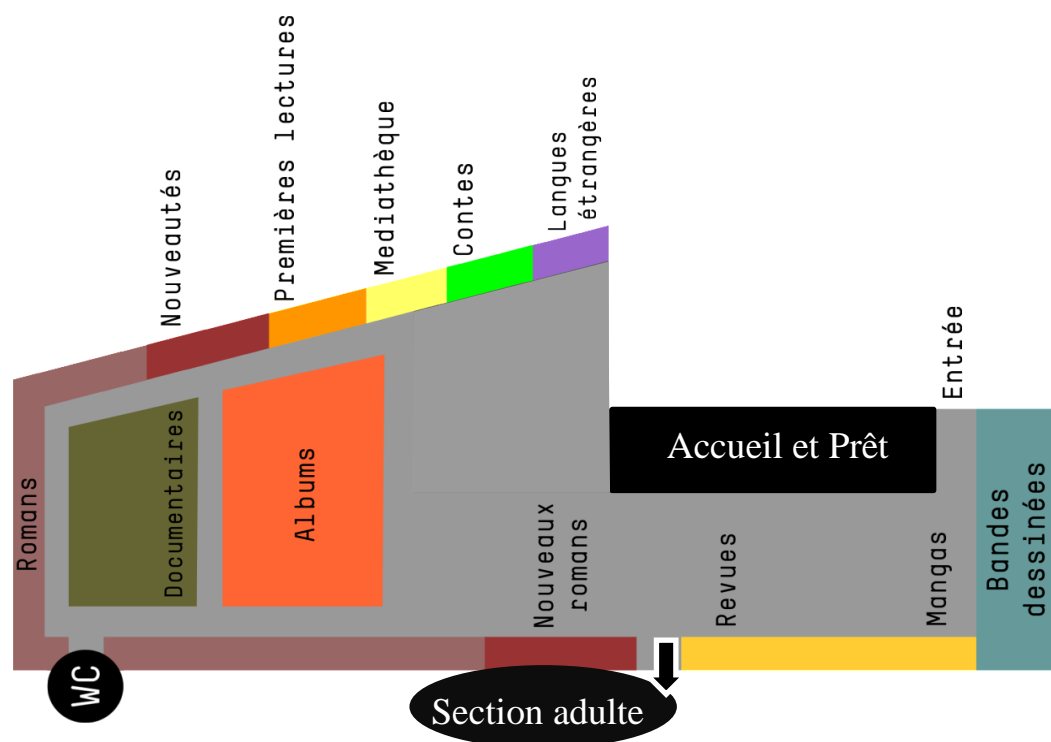 Nouveautés
Premières lectures
Mediathèque
Contes
Langues
étrangères
Entrée
Accueil et Prêt
Romans
Documentaires
Albums
Nouveaux
romans
Revues
Mangas
Bandes
dessinées
WC
Section adulte